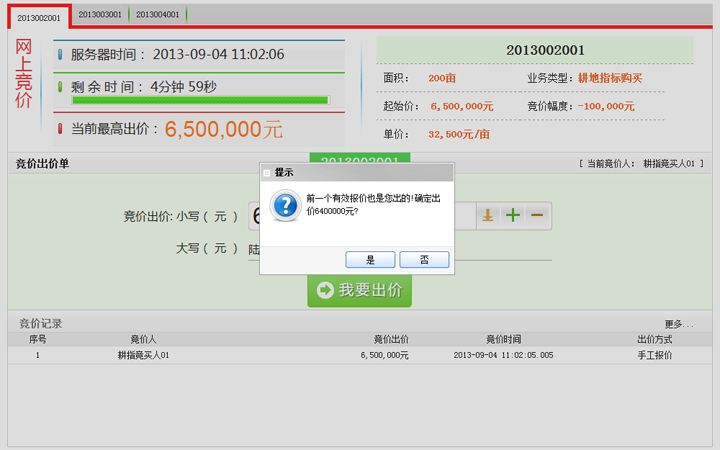 2013002001 2013003001 2013004001
网上竞价
服务器时间： 2013-09-04 11:02:06
剩 余 时 间： 4分钟 59秒
当前最高出价： 6,500,000元
2013002001
面积： 200亩 业务类型：耕地指标购买
起始价： 6,500,000元 竞价幅度：-100,000元
单价： 32,500元/亩
竞价出价单
2013002001
[ 当前竞价人： 耕指竞买人01 ]
提示
前一个有效报价也是您出的!确定出
价6400000元?
是 否
竞价出价: 小写（ 元 ） 6
大写（ 元 ） 陆
我要出价
竞价记录 更多...
序号 竞价人 竞价出价 竞价时间 出价方式
1 耕指竞买人01 6,500,000元 2013-09-04 11:02:05.005 手工报价